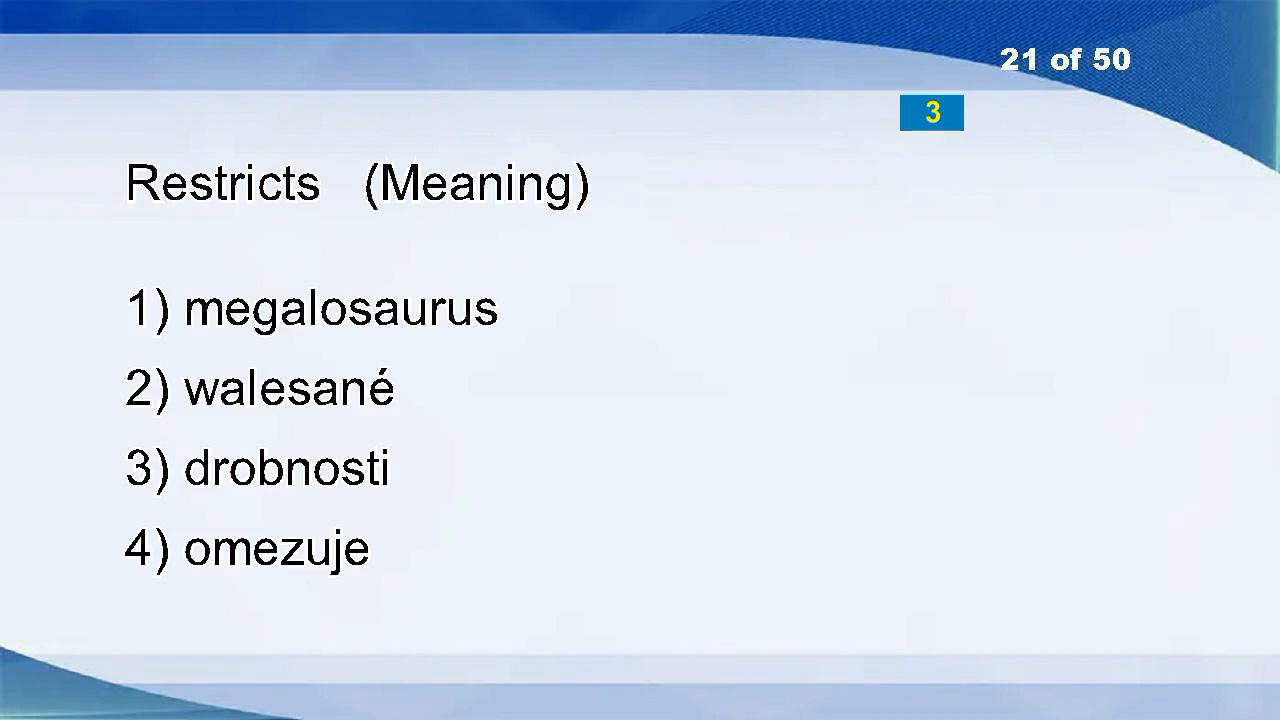 21 of 50
3
Restricts (Meaning)
1) megalosaurus
2) walesané
3) drobnosti
4) omezuje